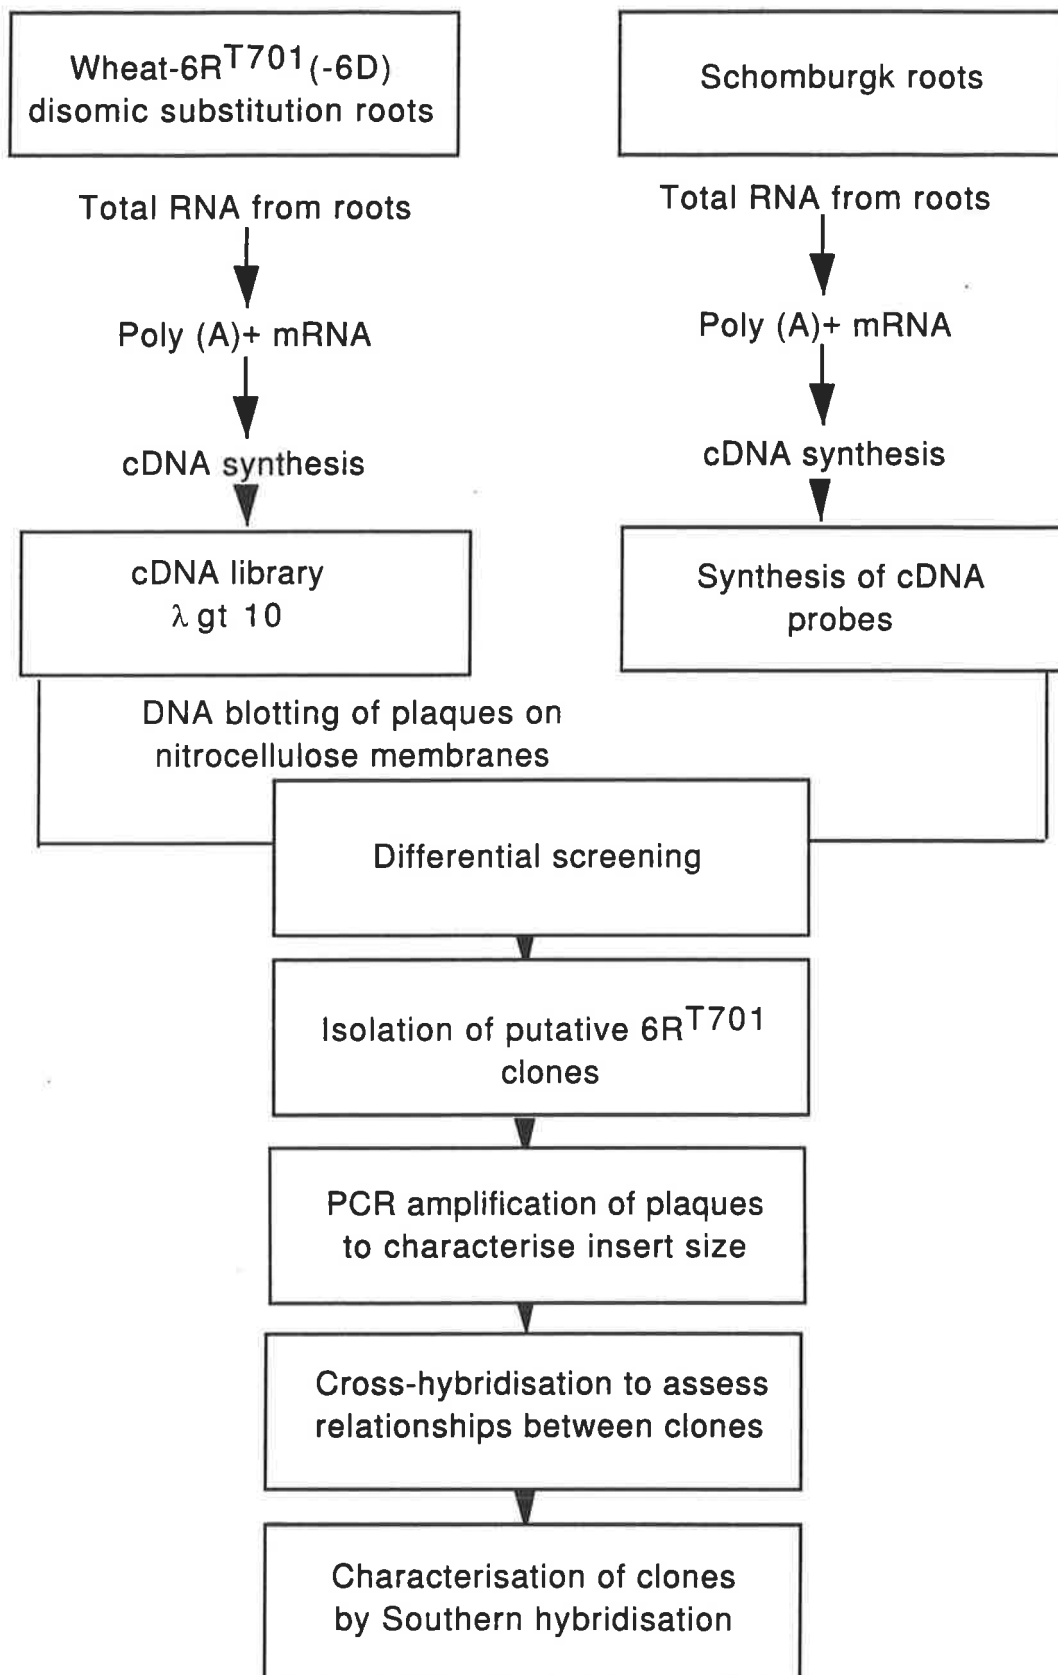 Wheat-6RT701(-6D)
disomic substitution roots
Schomburgk roots
Total RNA from roots
Total RNA from roots
Poly (A)+ mRNA
Poly (A)+ mRNA
cDNA synthesis
cDNA synthesis
cDNA library
λ gt 10
Synthesis of cDNA
probes
DNA blotting of plaques on
nitrocellulose membranes
Differential screening
Isolation of putative 6RT701
clones
PCR amplification of plaques
to characterise insert size
Cross-hybridisation to assess
relationships between clones
Characterisation of clones
by Southern hybridisation